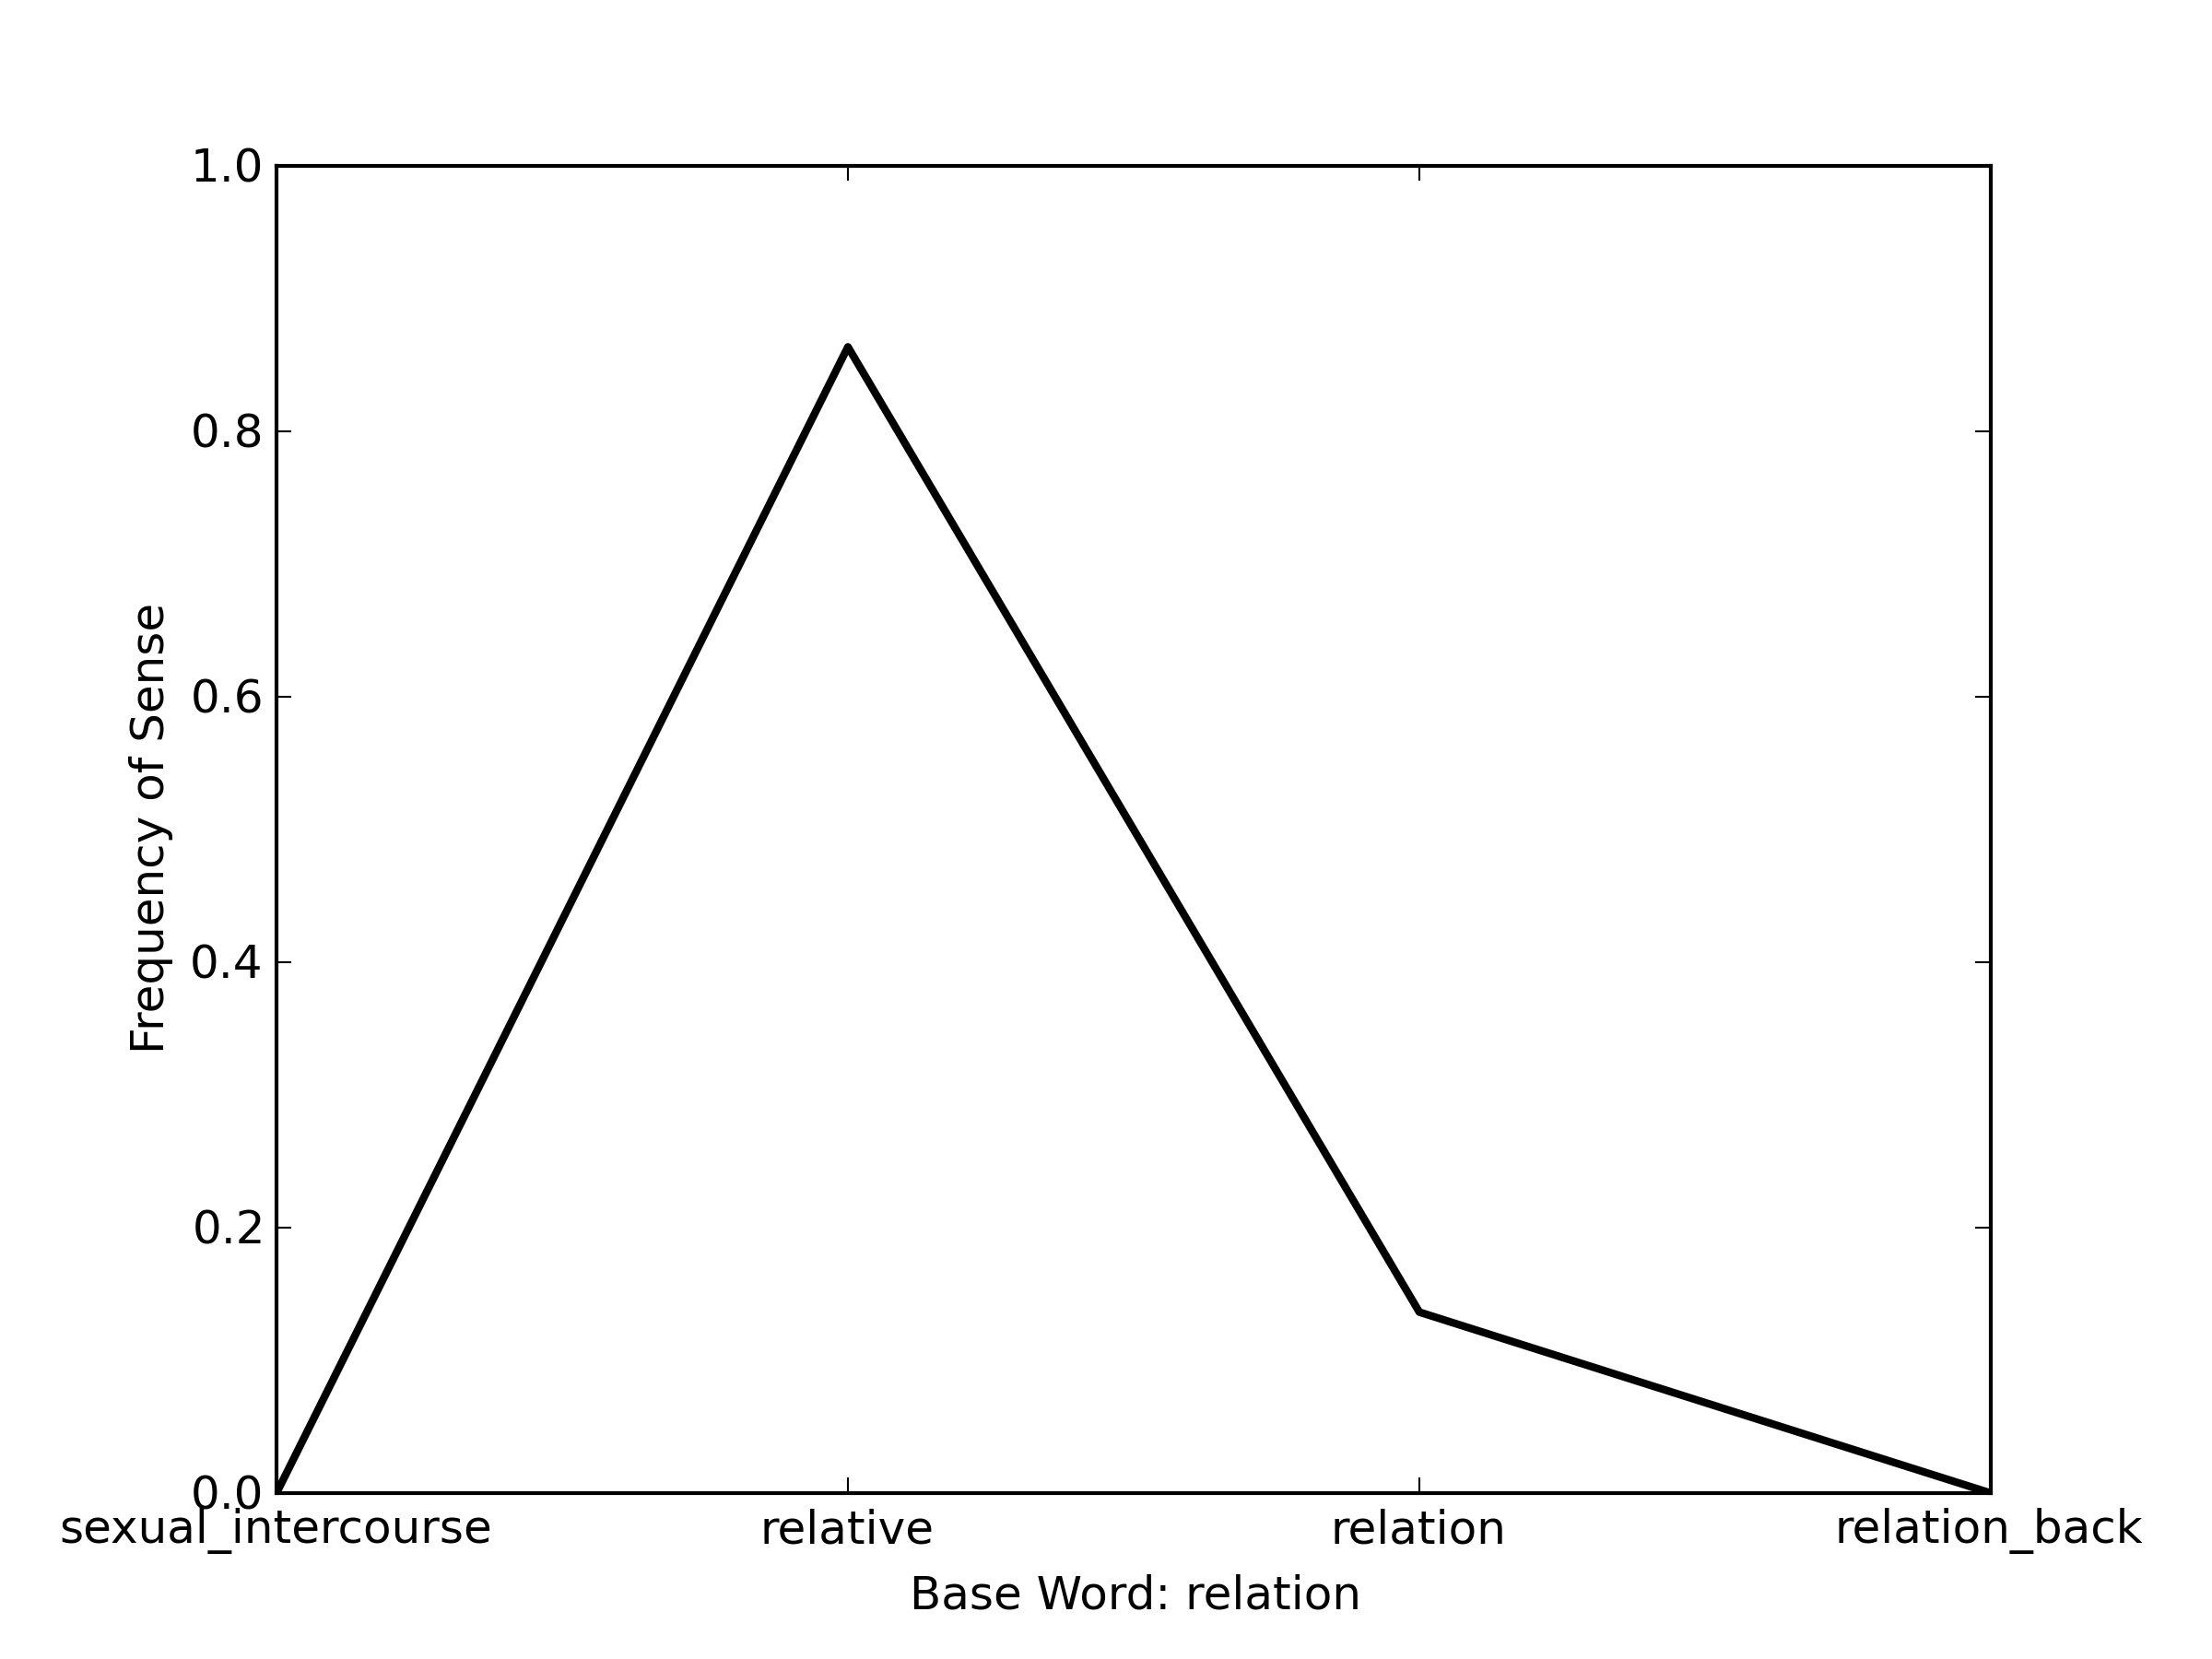 1.0
0.8
0.6
0.4
0.2
0.0
Frequency of Sense
sexual_intercourse relative relation relation_back
Base Word: relation